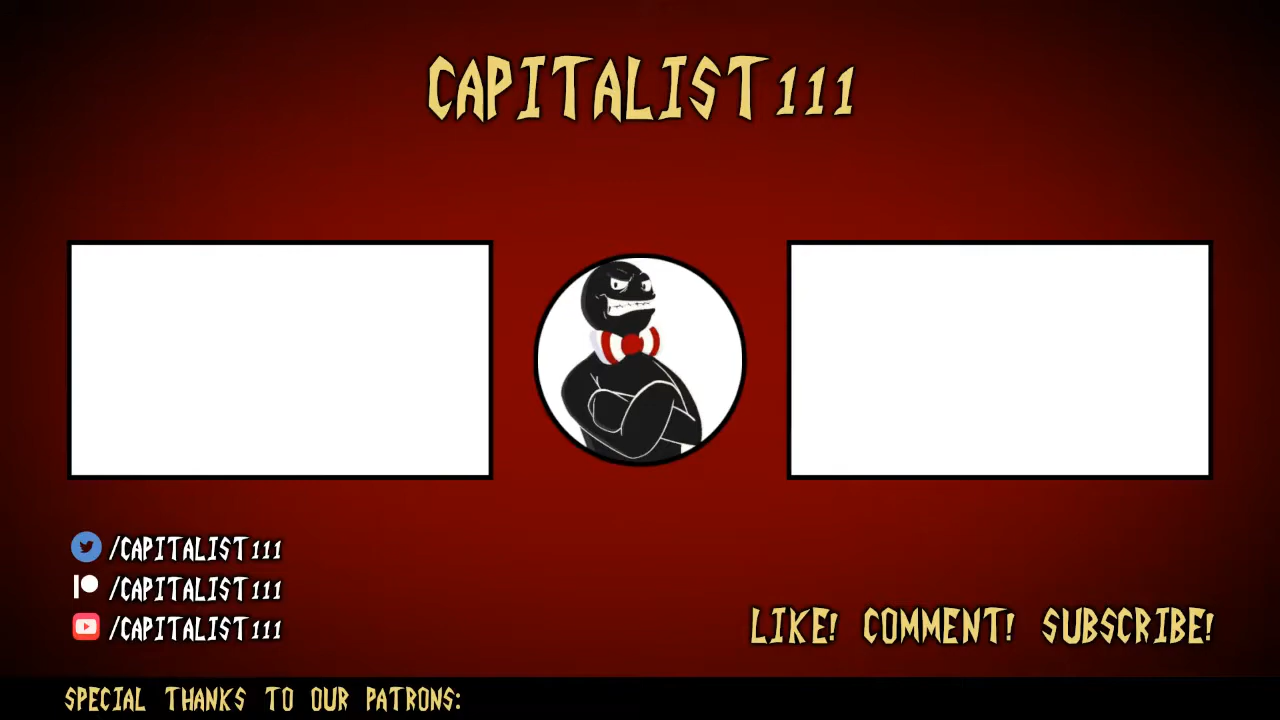 CAPITALIST111
/CAPITALIST111
/CAPITALIST111
/CAPITALIST111
LIKE! COMMENT! SUBSCRIBE!
SPECIAL THANKS TO OUR PATRONS: